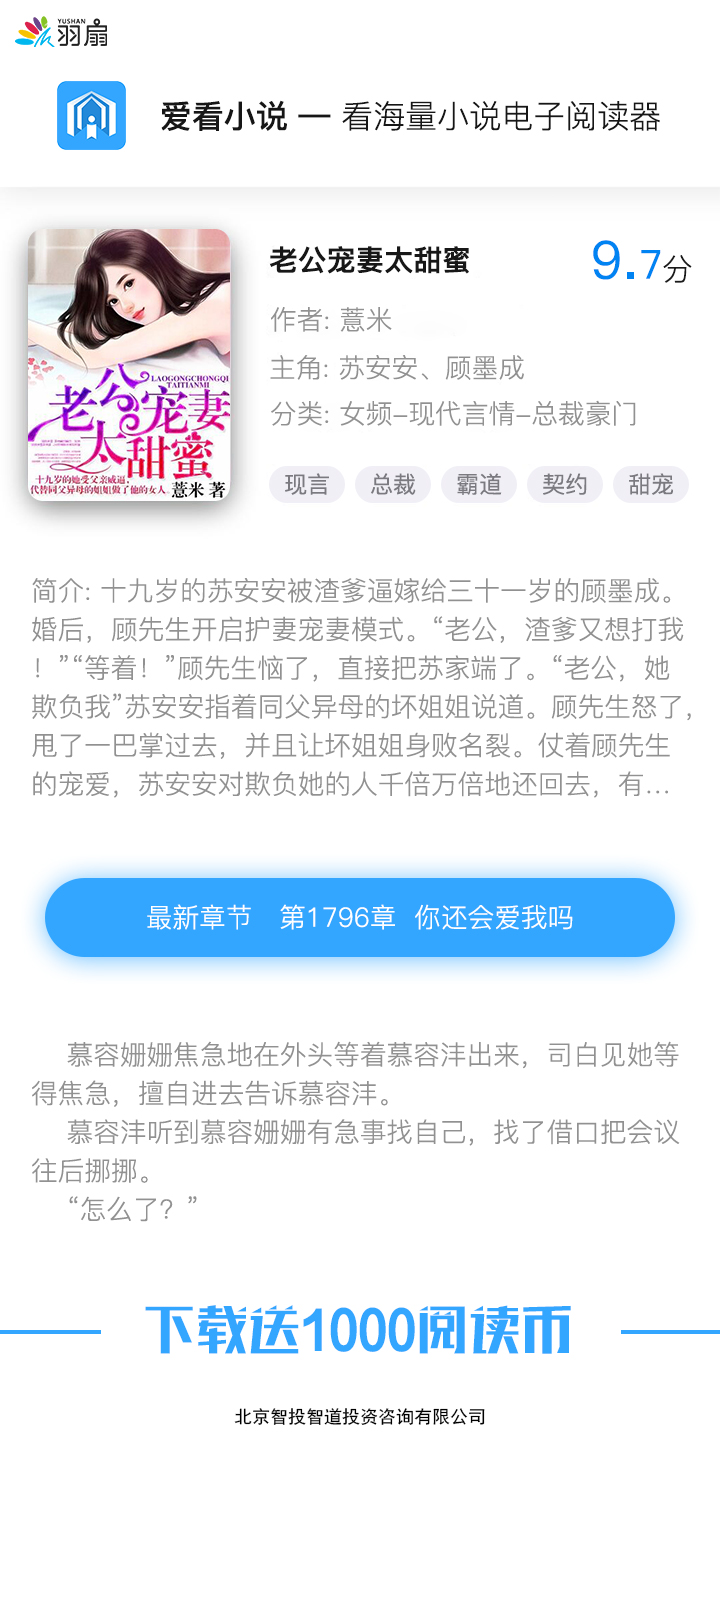 YUSHAN
羽扇
爱看小说 — 看海量小说电子阅读器
老公宠妻太甜蜜
9.7分
作者: 薏米
主角: 苏安安、顾墨成
分类: 女频-现代言情-总裁豪门
现言 总裁 霸道 契约 甜宠
LAOGONGCHONGQI
TAITIANMI
老公宠妻
太甜蜜
十九岁的她受父亲威逼,
代替同父异母的姐姐做了他的女人
薏米 著
简介: 十九岁的苏安安被渣爹逼嫁给三十一岁的顾墨成。
婚后，顾先生开启护妻宠妻模式。“老公，渣爹又想打我
！”“等着！”顾先生恼了，直接把苏家端了。“老公，她
欺负我”苏安安指着同父异母的坏姐姐说道。顾先生怒了，
甩了一巴掌过去，并且让坏姐姐身败名裂。仗着顾先生
的宠爱，苏安安对欺负她的人千倍万倍地还回去，有...
最新章节 第1796章 你还会爱我吗
慕容姗姗焦急地在外头等着慕容沣出来，司白见她等
得焦急，擅自进去告诉慕容沣。
慕容沣听到慕容姗姗有急事找自己，找了借口把会议
往后挪挪。
“怎么了？”
下载送1000阅读币
北京智投智道投资咨询有限公司